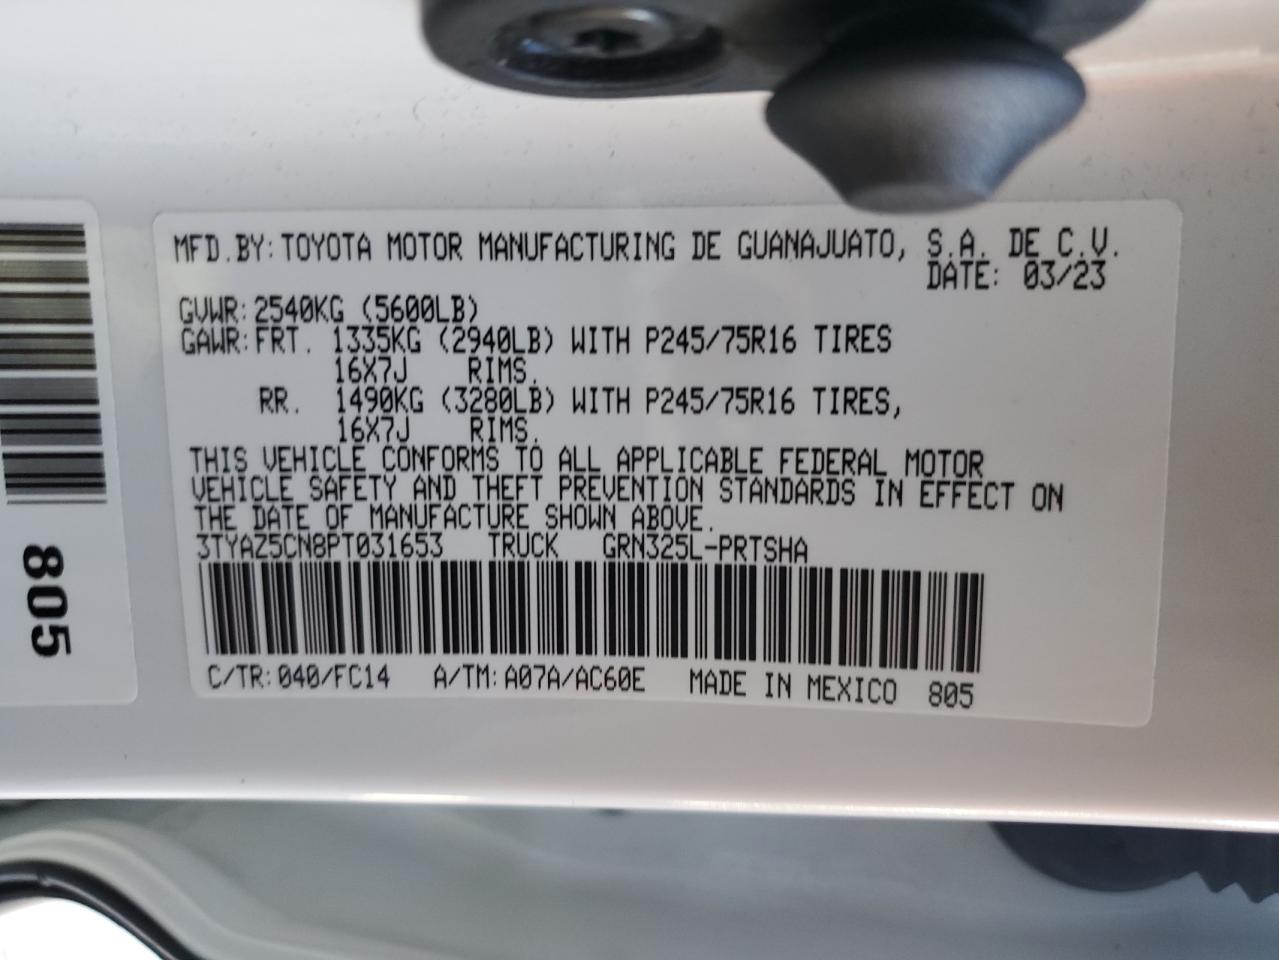 MFD.BY: TOYOTA MOTOR MANUFACTURING DE GUANAJUATO, S.A. DE C.V.
DATE: 03/23
GVWR: 2540KG (5600LB)
GAWR: FRT. 1335KG (2940LB) WITH P245/75R16 TIRES
16X7J RIMS.
RR. 1490KG (3280LB) WITH P245/75R16 TIRES,
16X7J RIMS.
THIS VEHICLE CONFORMS TO ALL APPLICABLE FEDERAL MOTOR
VEHICLE SAFETY AND THEFT PREVENTION STANDARDS IN EFFECT ON
THE DATE OF MANUFACTURE SHOWN ABOVE.
3TYAZ5CN8PT031653 TRUCK GRN325L-PRTSHA
C/TR: 040/FC14 A/TM: A07A/AC60E MADE IN MEXICO 805
805